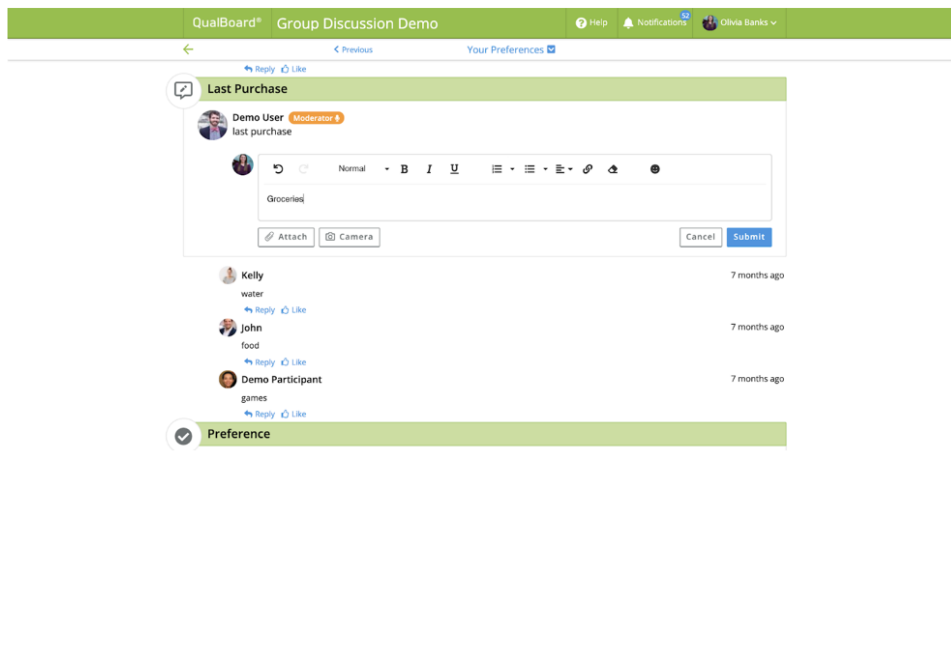 QualBoard® Group Discussion Demo Help Notifications 52 Olivia Banks
Previous Your Preferences
Reply Like
Last Purchase
Demo User Moderator
last purchase
Normal B I U
Groceries
Attach Camera Cancel Submit
Kelly 7 months ago
water
Reply Like
John 7 months ago
food
Reply Like
Demo Participant 7 months ago
games
Reply Like
Preference